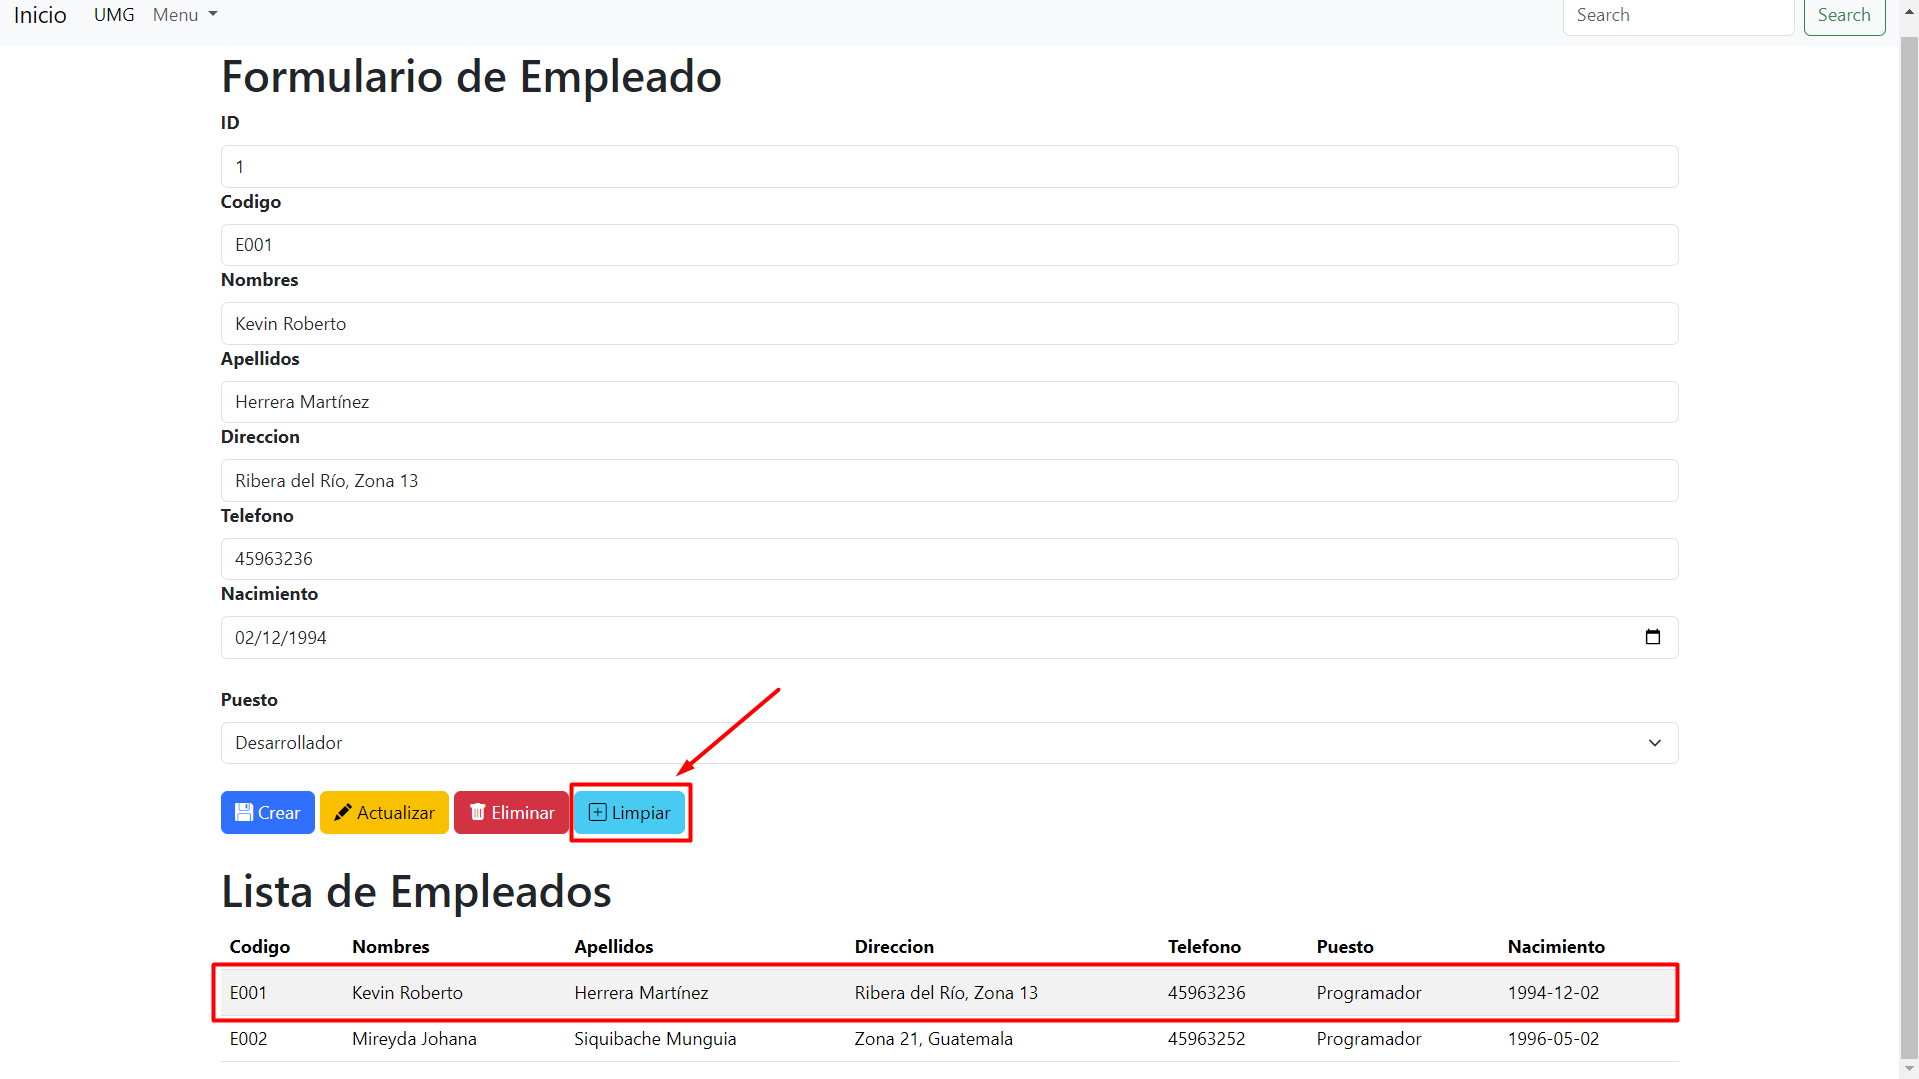 Inicio UMG Menu Search Search
Formulario de Empleado
ID
1
Codigo
E001
Nombres
Kevin Roberto
Apellidos
Herrera Martínez
Direccion
Ribera del Río, Zona 13
Telefono
45963236
Nacimiento
02/12/1994
Puesto
Desarrollador
Crear Actualizar Eliminar Limpiar
Lista de Empleados
Codigo Nombres Apellidos Direccion Telefono Puesto Nacimiento
E001 Kevin Roberto Herrera Martínez Ribera del Río, Zona 13 45963236 Programador 1994-12-02
E002 Mireyda Johana Siquibache Munguia Zona 21, Guatemala 45963252 Programador 1996-05-02